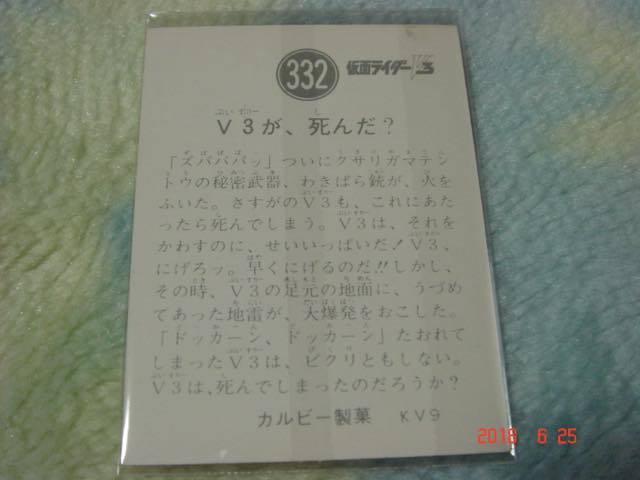 332 仮面ライダーV3
V3が、死んだ?
「ズババババッ」ついにクサリガマテン
トウの秘密武器、わきばら銃が、火を
ふいた。さすがのV3も、これにあた
ったら死んでしまう。V3は、それを
かわすのに、せいいっぱいだ!V3、
にげろッ。早くにげるのだ!!しかし、
その時、V3の足元の地面に、うづめ
てあった地雷が、大爆発をおこした。
「ドッカーン、ドッカーン」たおれて
しまったV3は、ピクリともしない。
V3は、死んでしまったのだろうか?
カルビー製菓 KV9
2018 6 25